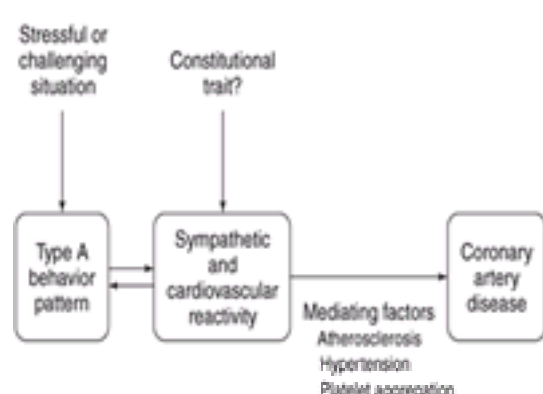 Stressful or
challenging
situation
Constitutional
trait?
Type A
behavior
pattern
Sympathetic
and
cardiovascular
reactivity
Coronary
artery
disease
Mediating factors
Atherosclerosis
Hypertension
Platelet aggregation